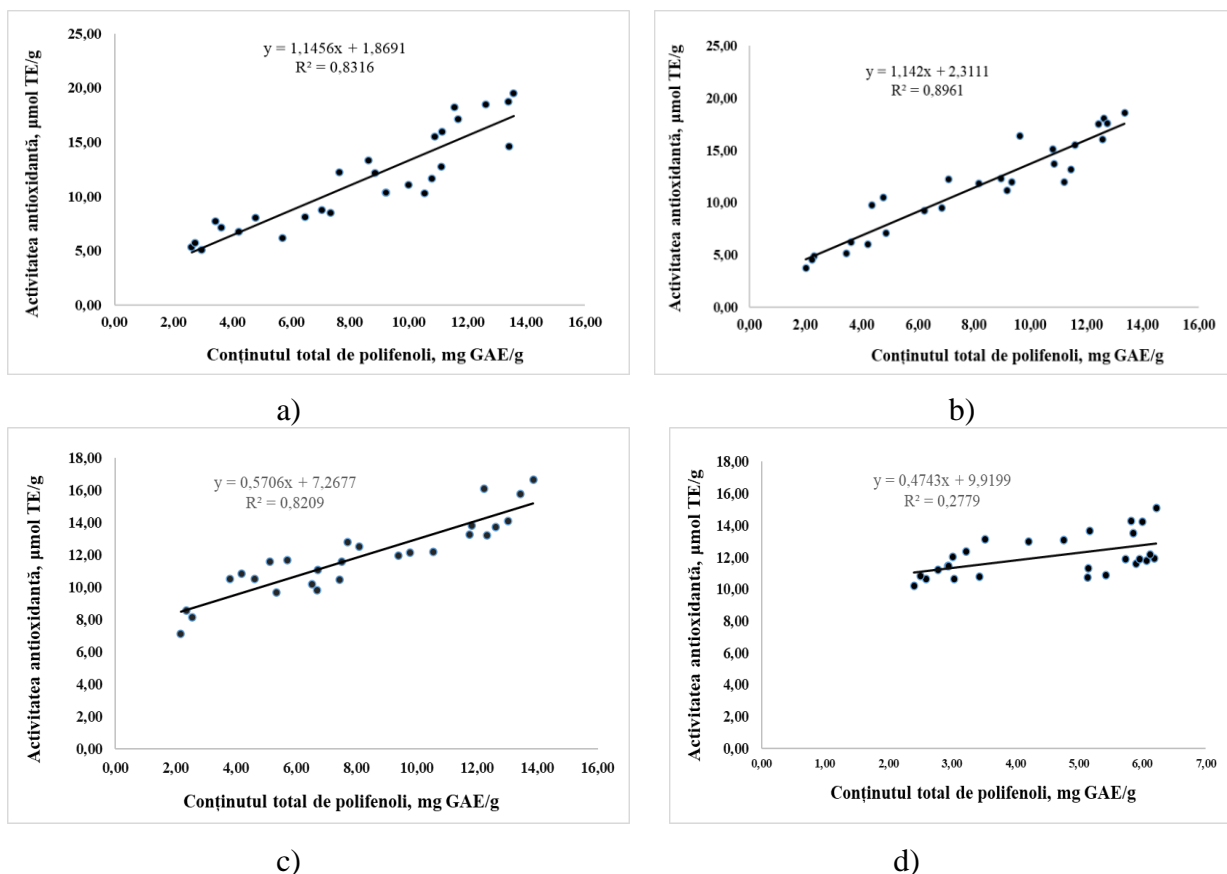 y = 1,1456x + 1,8691
R² = 0,8316
25,00
20,00
15,00
10,00
5,00
0,00
Activitatea antioxidantă, µmol TE/g
0,00 2,00 4,00 6,00 8,00 10,00 12,00 14,00 16,00
Conținutul total de polifenoli, mg GAE/g
a)
y = 1,142x + 2,3111
R² = 0,8961
25,00
20,00
15,00
10,00
5,00
0,00
Activitatea antioxidantă, µmol TE/g
0,00 2,00 4,00 6,00 8,00 10,00 12,00 14,00 16,00
Conținutul total de polifenoli, mg GAE/g
b)
y = 0,5706x + 7,2677
R² = 0,8209
18,00
16,00
14,00
12,00
10,00
8,00
6,00
4,00
2,00
0,00
Activitatea antioxidantă, µmol TE/g
0,00 2,00 4,00 6,00 8,00 10,00 12,00 14,00 16,00
Conținutul total de polifenoli, mg GAE/g
c)
y = 0,4743x + 9,9199
R² = 0,2779
18,00
16,00
14,00
12,00
10,00
8,00
6,00
4,00
2,00
0,00
Activitatea antioxidantă, µmol TE/g
0,00 1,00 2,00 3,00 4,00 5,00 6,00 7,00
Conținutul total de polifenoli, mg GAE/g
d)